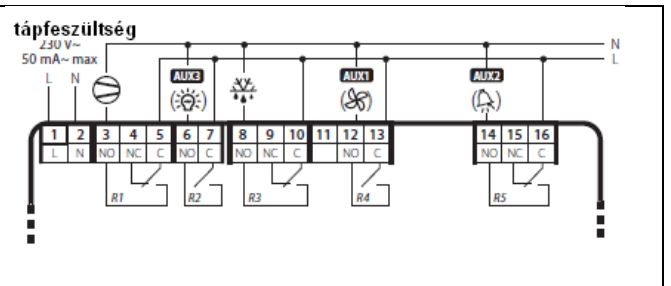 tápfeszültség
230 V~
50 mA~ max
N
L
L N AUX3 AUX1 AUX2
1 2 3 4 5 6 7 8 9 10 11 12 13 14 15 16
L N NO NC C NO C NO NC C NO C NO NC C
R1 R2 R3 R4 R5